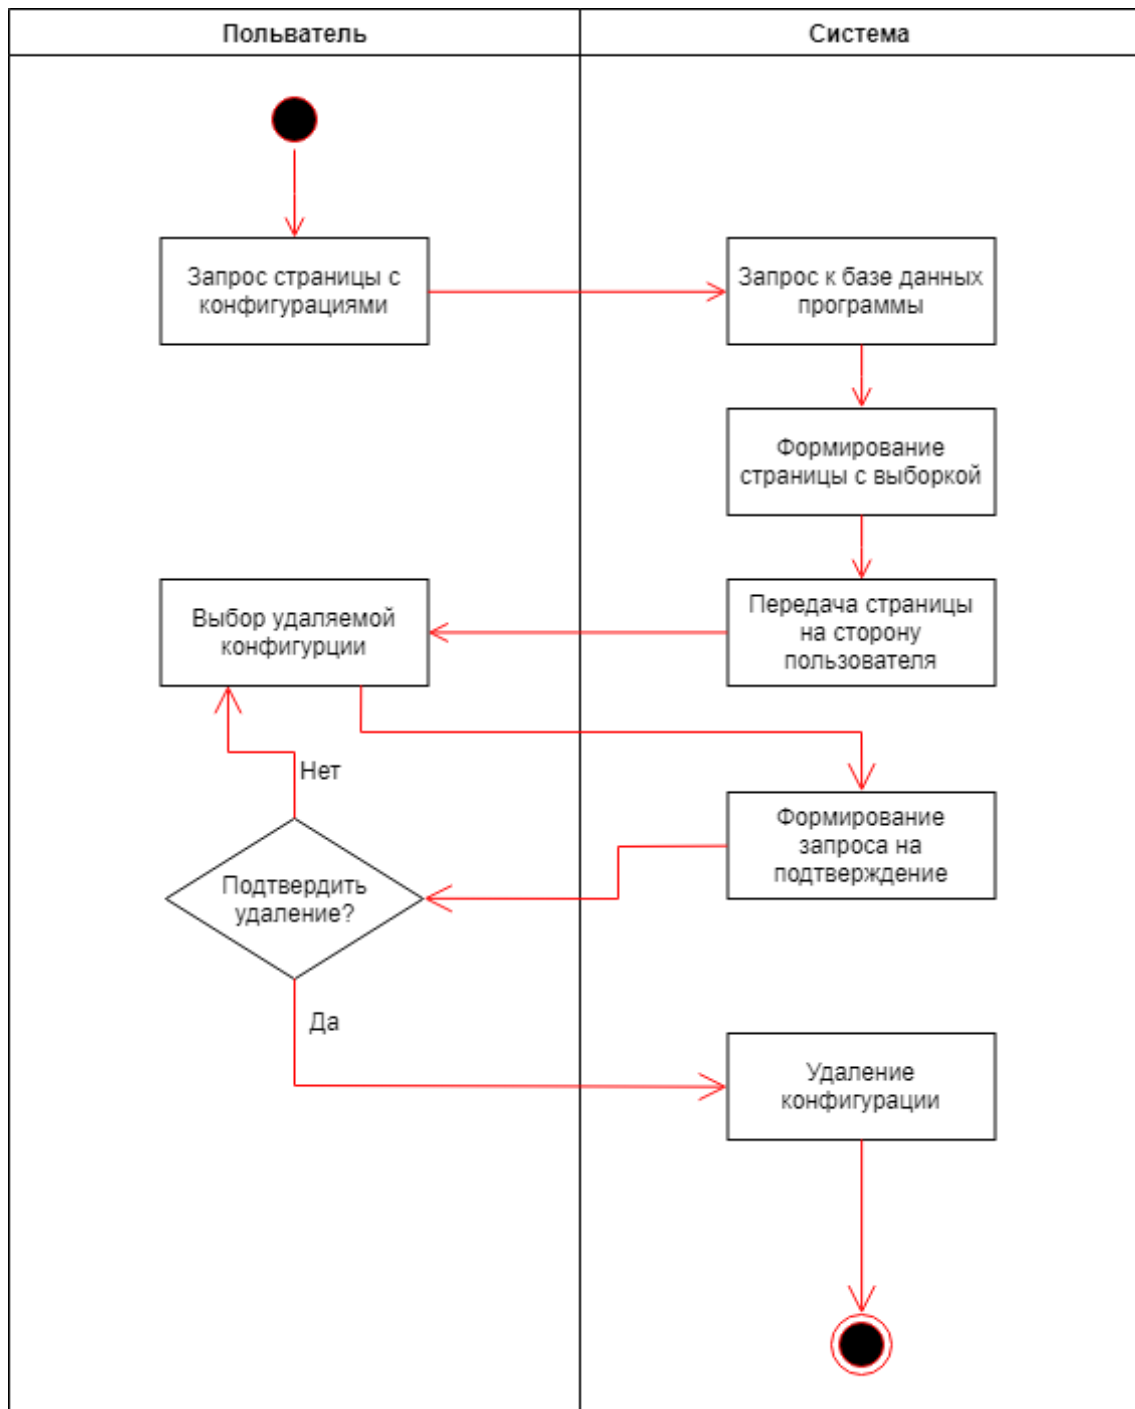 Польватель
Система
Запрос страницы с
конфигурациями
Запрос к базе данных
программы
Формирование
страницы с выборкой
Передача страницы
на сторону
пользователя
Выбор удаляемой
конфигурции
Нет
Формирование
запроса на
подтверждение
Подтвердить
удаление?
Да
Удаление
конфигурации